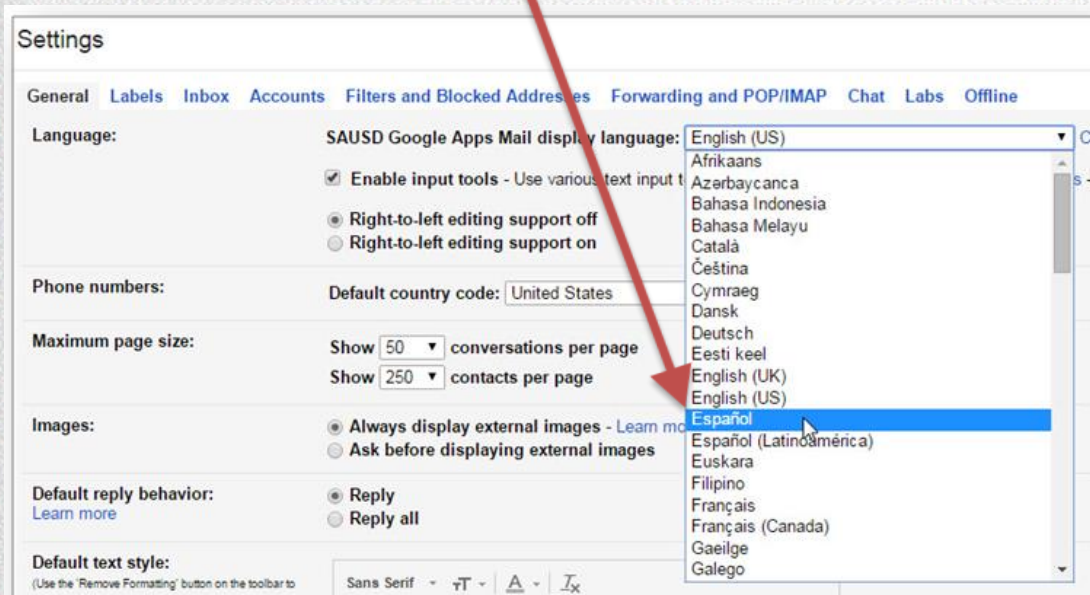 Settings
General Labels Inbox Accounts Filters and Blocked Addresses Forwarding and POP/IMAP Chat Labs Offline
Language: SAUSD Google Apps Mail display language: English (US)
Enable input tools - Use various text input
Right-to-left editing support off
Right-to-left editing support on
Phone numbers: Default country code: United States
Maximum page size: Show 50 conversations per page
Show 250 contacts per page
Images: Always display external images - Learn
Ask before displaying external images
Default reply behavior: Reply
Learn more Reply all
Default text style:
(Use the 'Remove Formatting' button on the toolbar to
Sans Serif
Afrikaans
Azərbaycanca
Bahasa Indonesia
Bahasa Melayu
Català
Čeština
Cymraeg
Dansk
Deutsch
Eesti keel
English (UK)
English (US)
Español
Español (Latinoamérica)
Euskara
Filipino
Français
Français (Canada)
Gaeilge
Galego